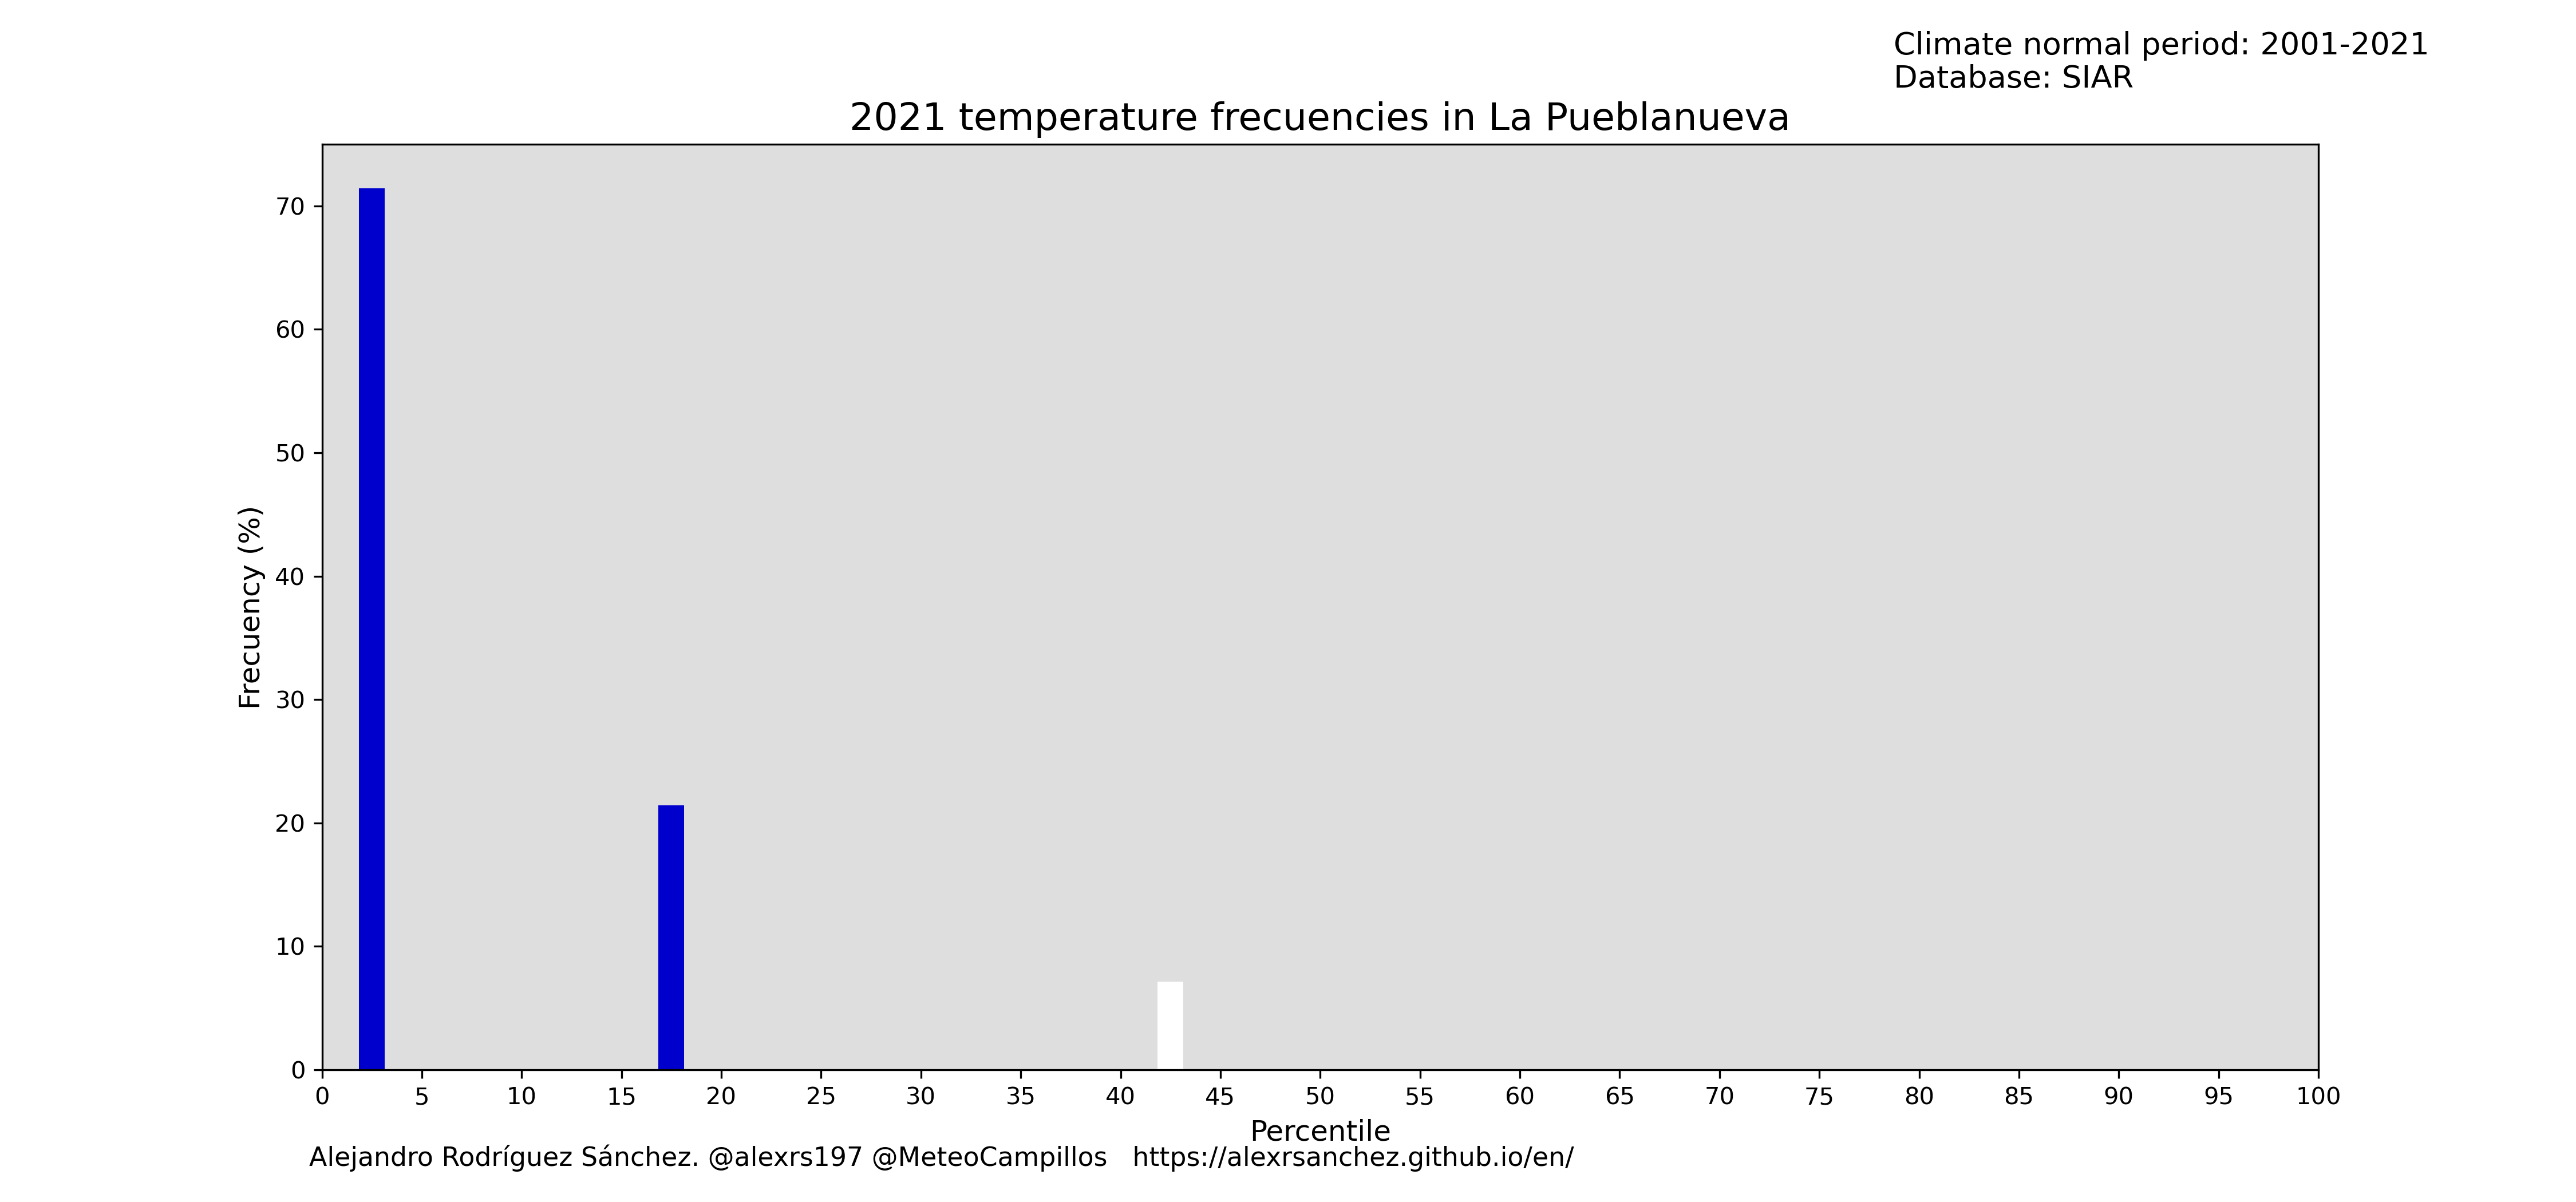 Climate normal period: 2001-2021
Database: SIAR
2021 temperature frecuencies in La Pueblanueva
Frecuency (%)
70
60
50
40
30
20
10
0
0 5 10 15 20 25 30 35 40 45 50 55 60 65 70 75 80 85 90 95 100
Percentile
Alejandro Rodríguez Sánchez. @alexrs197 @MeteoCampillos https://alexrsanchez.github.io/en/